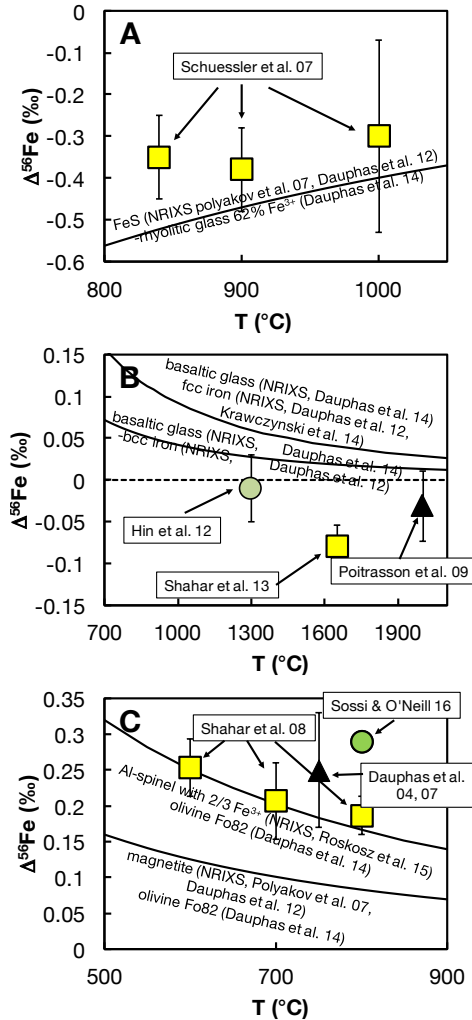 A
0
-0.1
-0.2
-0.3
-0.4
-0.5
-0.6
Δ⁵⁶Fe (‰)
Schuessler et al. 07
FeS (NRIXS polyakov et al. 07, Dauphas et al. 12)
-rhyolitic glass 62% Fe³⁺ (Dauphas et al. 14)
800
900
1000
T (°C)
B
0.15
0.1
0.05
0
-0.05
-0.1
-0.15
Δ⁵⁶Fe (‰)
basaltic glass (NRIXS, Dauphas et al. 14)
fcc iron (NRIXS, Dauphas et al. 12,
Krawczynski et al. 14)
basaltic glass (NRIXS, Dauphas et al. 14)
-bcc iron (NRIXS, Dauphas et al. 12)
Hin et al. 12
Shahar et al. 13
Poitrasson et al. 09
700
1000
1300
1600
1900
T (°C)
C
0.35
0.3
0.25
0.2
0.15
0.1
0.05
0
Δ⁵⁶Fe (‰)
Sossi & O'Neill 16
Shahar et al. 08
Dauphas et al.
04, 07
Al-spinel with 2/3 Fe³⁺ (NRIXS, Roskosz et al. 15)
olivine Fo82 (Dauphas et al. 14)
magnetite (NRIXS, Polyakov et al. 07,
Dauphas et al. 12)
olivine Fo82 (Dauphas et al. 14)
500
700
900
T (°C)